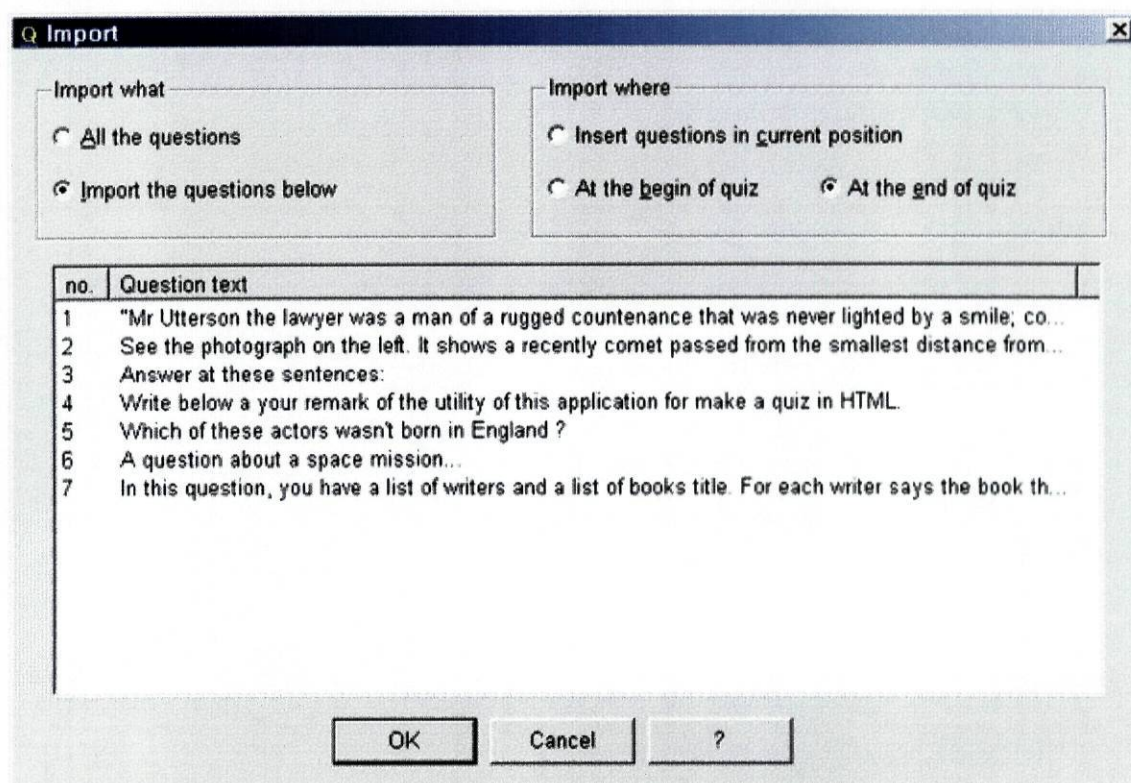 Import
Import what
All the questions
Import the questions below
Import where
Insert questions in current position
At the begin of quiz At the end of quiz
no. Question text
1 "Mr Utterson the lawyer was a man of a rugged countenance that was never lighted by a smile; co...
2 See the photograph on the left. It shows a recently comet passed from the smallest distance from...
3 Answer at these sentences:
4 Write below a your remark of the utility of this application for make a quiz in HTML.
5 Which of these actors wasn't born in England ?
6 A question about a space mission...
7 In this question, you have a list of writers and a list of books title. For each writer says the book th...
OK Cancel ?